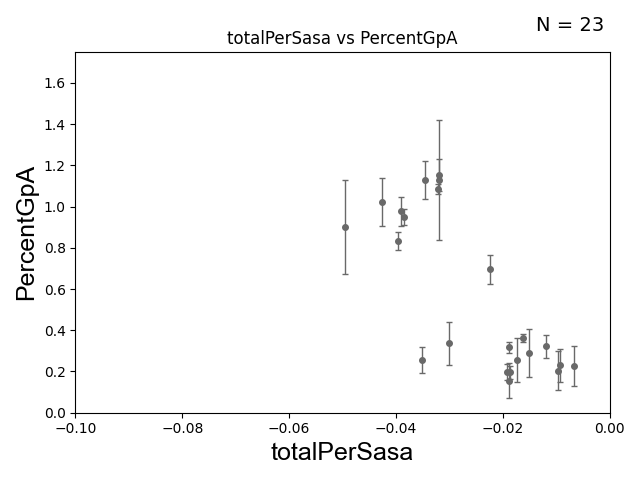 N = 23
totalPerSasa vs PercentGpA
PercentGpA
1.6
1.4
1.2
1.0
0.8
0.6
0.4
0.2
0.0
−0.10 −0.08 −0.06 −0.04 −0.02 0.00
totalPerSasa